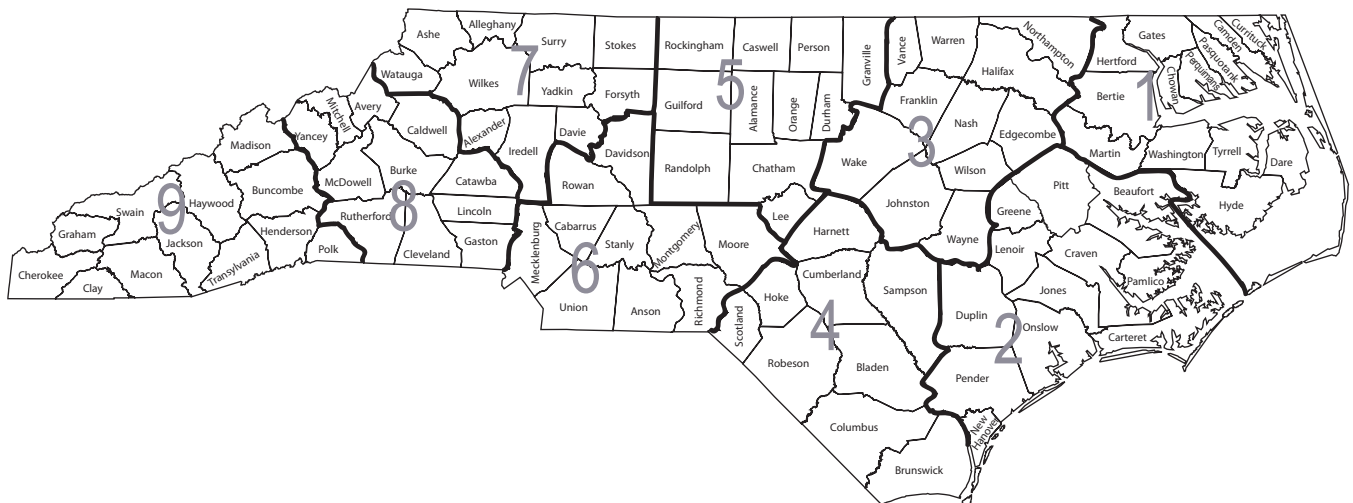 Ashe
Alleghany
Surry
Stokes
Rockingham
Caswell
Person
Granville
Vance
Warren
Northampton
Gates
Camden
Currituck
Pasquotank
Perquimans
Chowan
Hertford
Halifax
Watauga
Wilkes
7
Yadkin
Forsyth
Guilford
5
Alamance
Orange
Durham
Franklin
Nash
Edgecombe
Bertie
1
Mitchell
Avery
Yancey
Caldwell
Alexander
Iredell
Davie
Davidson
Randolph
Chatham
Wake
3
Wilson
Martin
Washington
Tyrrell
Dare
Madison
Buncombe
McDowell
Burke
Catawba
Rowan
Johnston
Pitt
Beaufort
Hyde
Swain
9
Haywood
Rutherford
8
Lincoln
Lee
Harnett
Wayne
Greene
Graham
Jackson
Henderson
Polk
Cleveland
Gaston
Mecklenburg
Cabarrus
Stanly
Montgomery
Moore
Lenoir
Craven
Cherokee
Clay
Macon
Transylvania
6
Union
Anson
Richmond
Scotland
Hoke
Cumberland
Sampson
Duplin
Jones
Pamlico
4
2
Onslow
Carteret
Robeson
Bladen
Pender
Columbus
New
Hanover
Brunswick